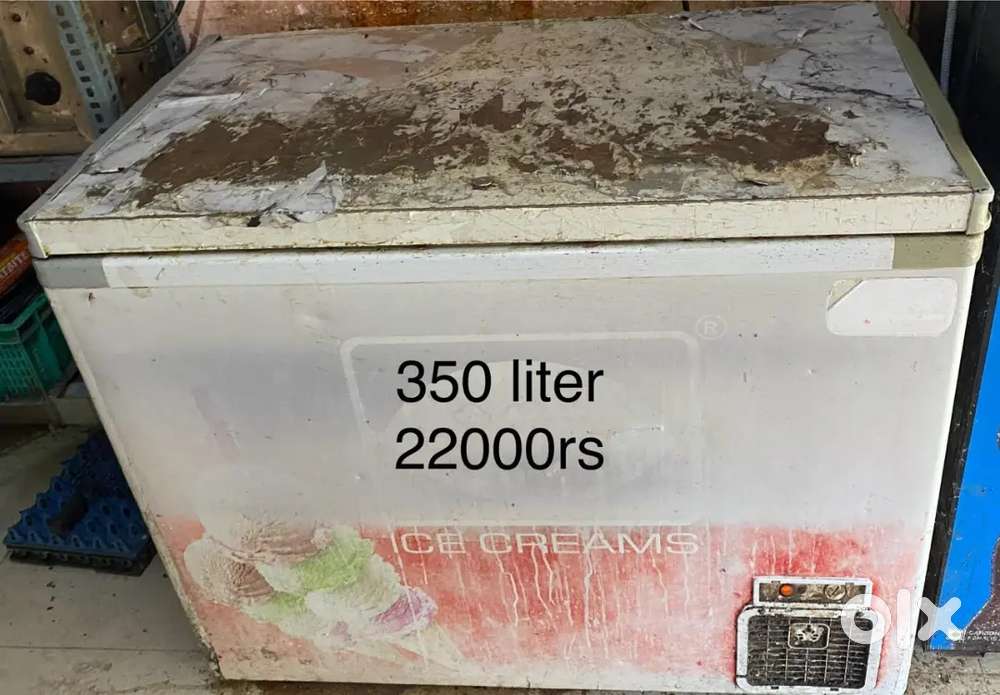 ®
350 liter
22000rs
ICE CREAMS
olx